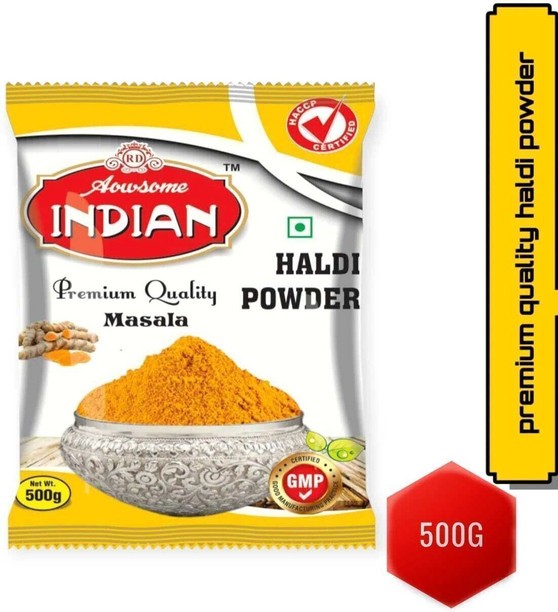 HACCP
CERTIFIED
RD
TM
Aowsome
INDIAN
HALDI
POWDER
Premium Quality
Masala
Net Wt.
500g
CERTIFIED
GMP
GOOD MANUFACTURING PRACTICE
premium quality haldi powder
500G